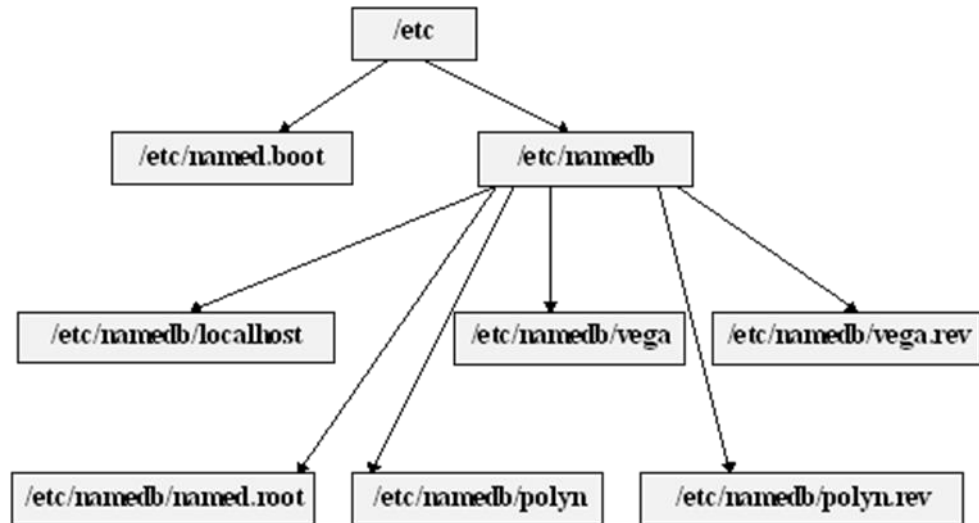 /etc
/etc/named.boot
/etc/namedb
/etc/namedb/localhost
/etc/namedb/vega
/etc/namedb/vega.rev
/etc/namedb/named.root
/etc/namedb/polyn
/etc/namedb/polyn.rev